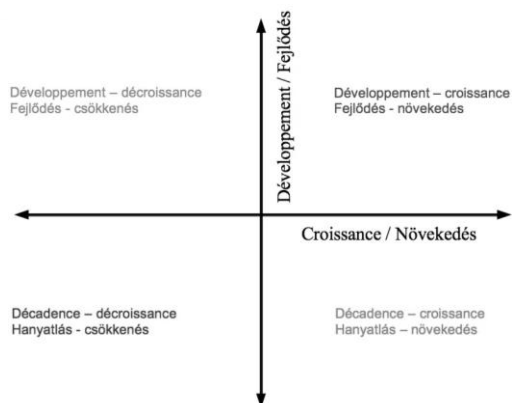 Développement / Fejlődés
Développement – décroissance
Fejlődés - csökkenés
Développement – croissance
Fejlődés - növekedés
Croissance / Növekedés
Décadence – décroissance
Hanyatlás - csökkenés
Décadence – croissance
Hanyatlás – növekedés